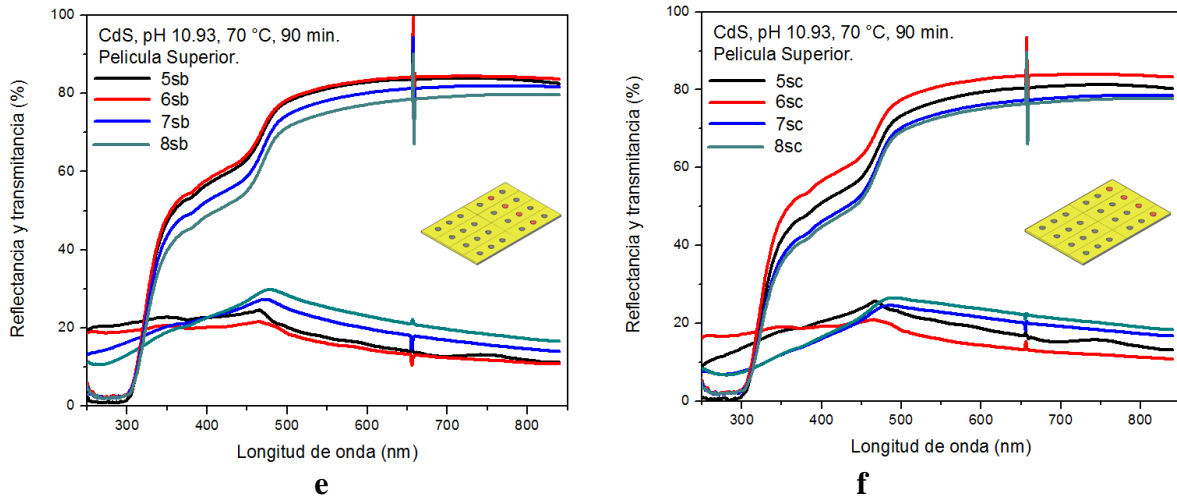 CdS, pH 10.93, 70 °C, 90 min.
Pelicula Superior.
5sb
6sb
7sb
8sb
Reflectancia y transmitancia (%)
100
80
60
40
20
0
300 400 500 600 700 800
Longitud de onda (nm)
e
CdS, pH 10.93, 70 °C, 90 min.
Pelicula Superior.
5sc
6sc
7sc
8sc
Reflectancia y transmitancia (%)
100
80
60
40
20
0
300 400 500 600 700 800
Longitud de onda (nm)
f